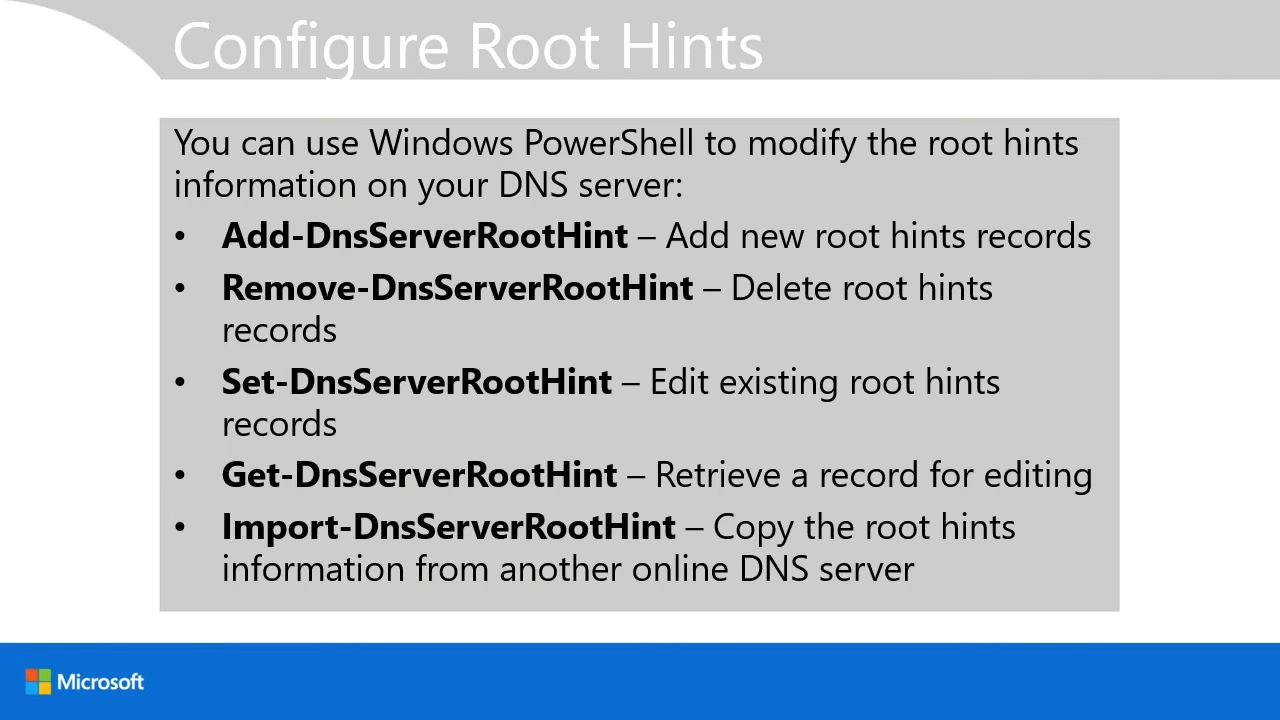 Configure Root Hints
You can use Windows PowerShell to modify the root hints
information on your DNS server:
• Add-DnsServerRootHint – Add new root hints records
• Remove-DnsServerRootHint – Delete root hints
records
• Set-DnsServerRootHint – Edit existing root hints
records
• Get-DnsServerRootHint – Retrieve a record for editing
• Import-DnsServerRootHint – Copy the root hints
information from another online DNS server
Microsoft